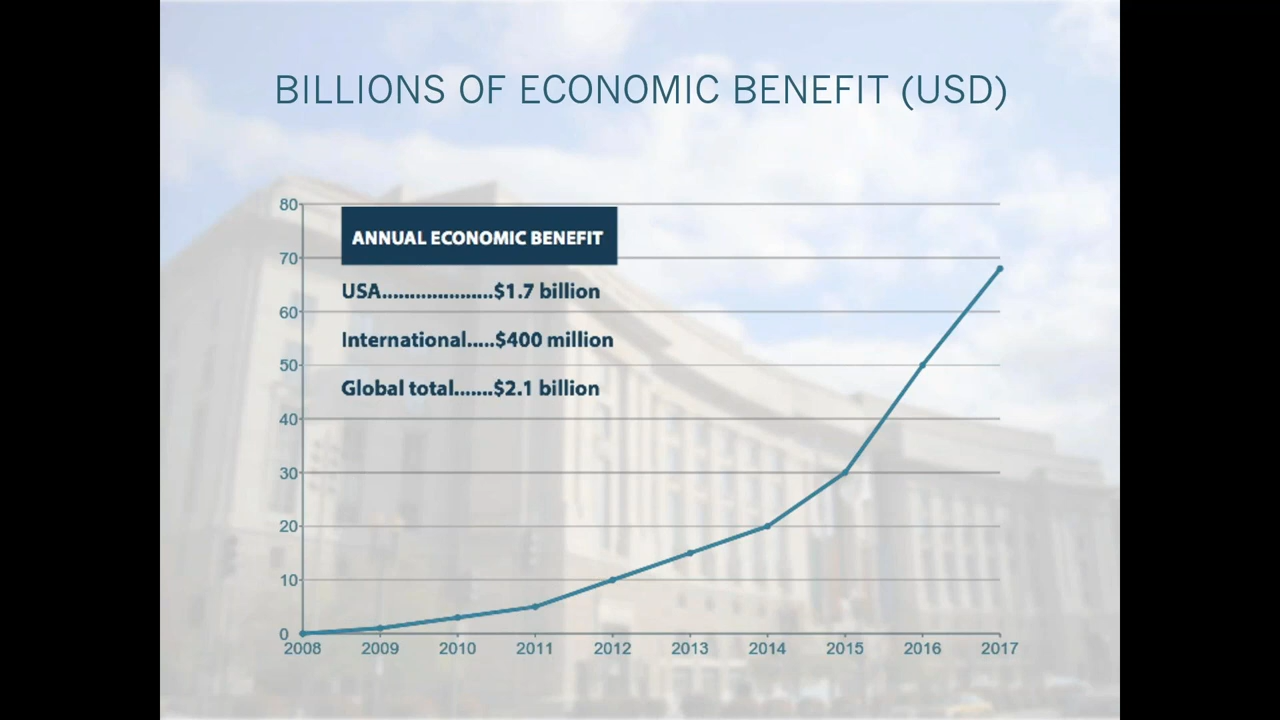 BILLIONS OF ECONOMIC BENEFIT (USD)
80
ANNUAL ECONOMIC BENEFIT
70
USA....................$1.7 billion
60
International.....$400 million
50
Global total.......$2.1 billion
40
30
20
10
0
2008 2009 2010 2011 2012 2013 2014 2015 2016 2017